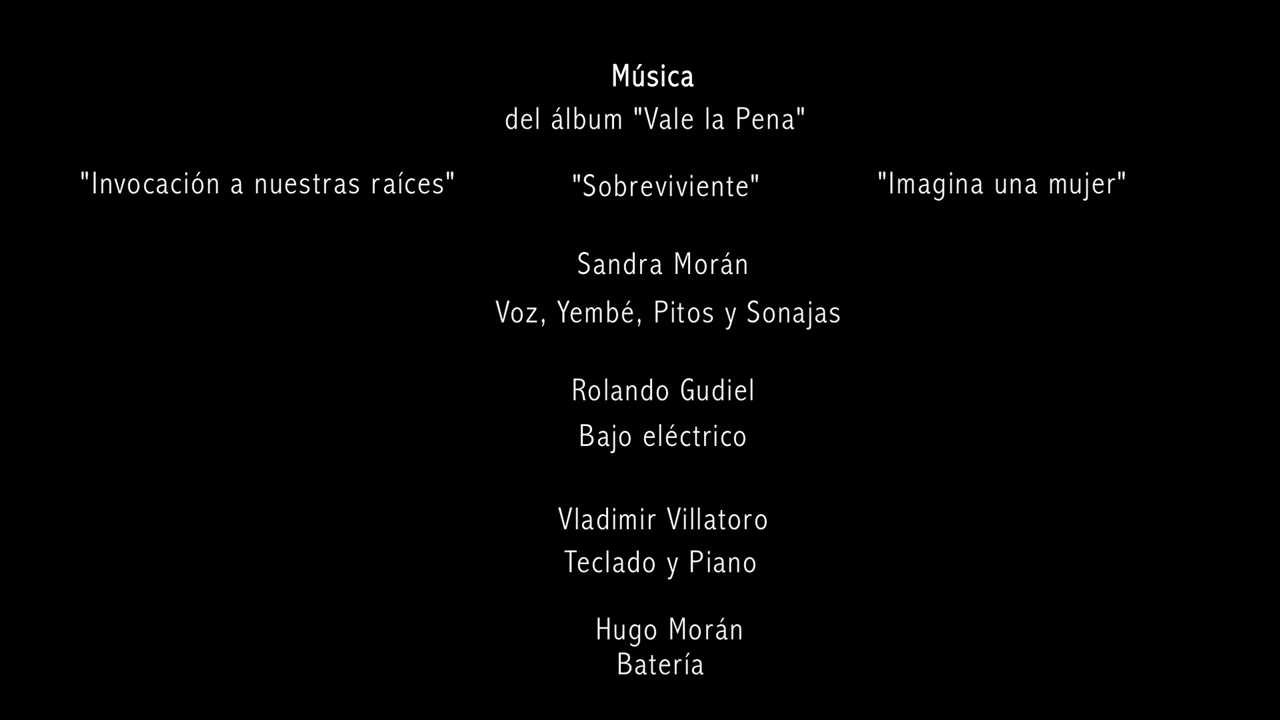 Música
del álbum "Vale la Pena"
"Invocación a nuestras raíces" "Sobreviviente" "Imagina una mujer"
Sandra Morán
Voz, Yembé, Pitos y Sonajas
Rolando Gudiel
Bajo eléctrico
Vladimir Villatoro
Teclado y Piano
Hugo Morán
Batería